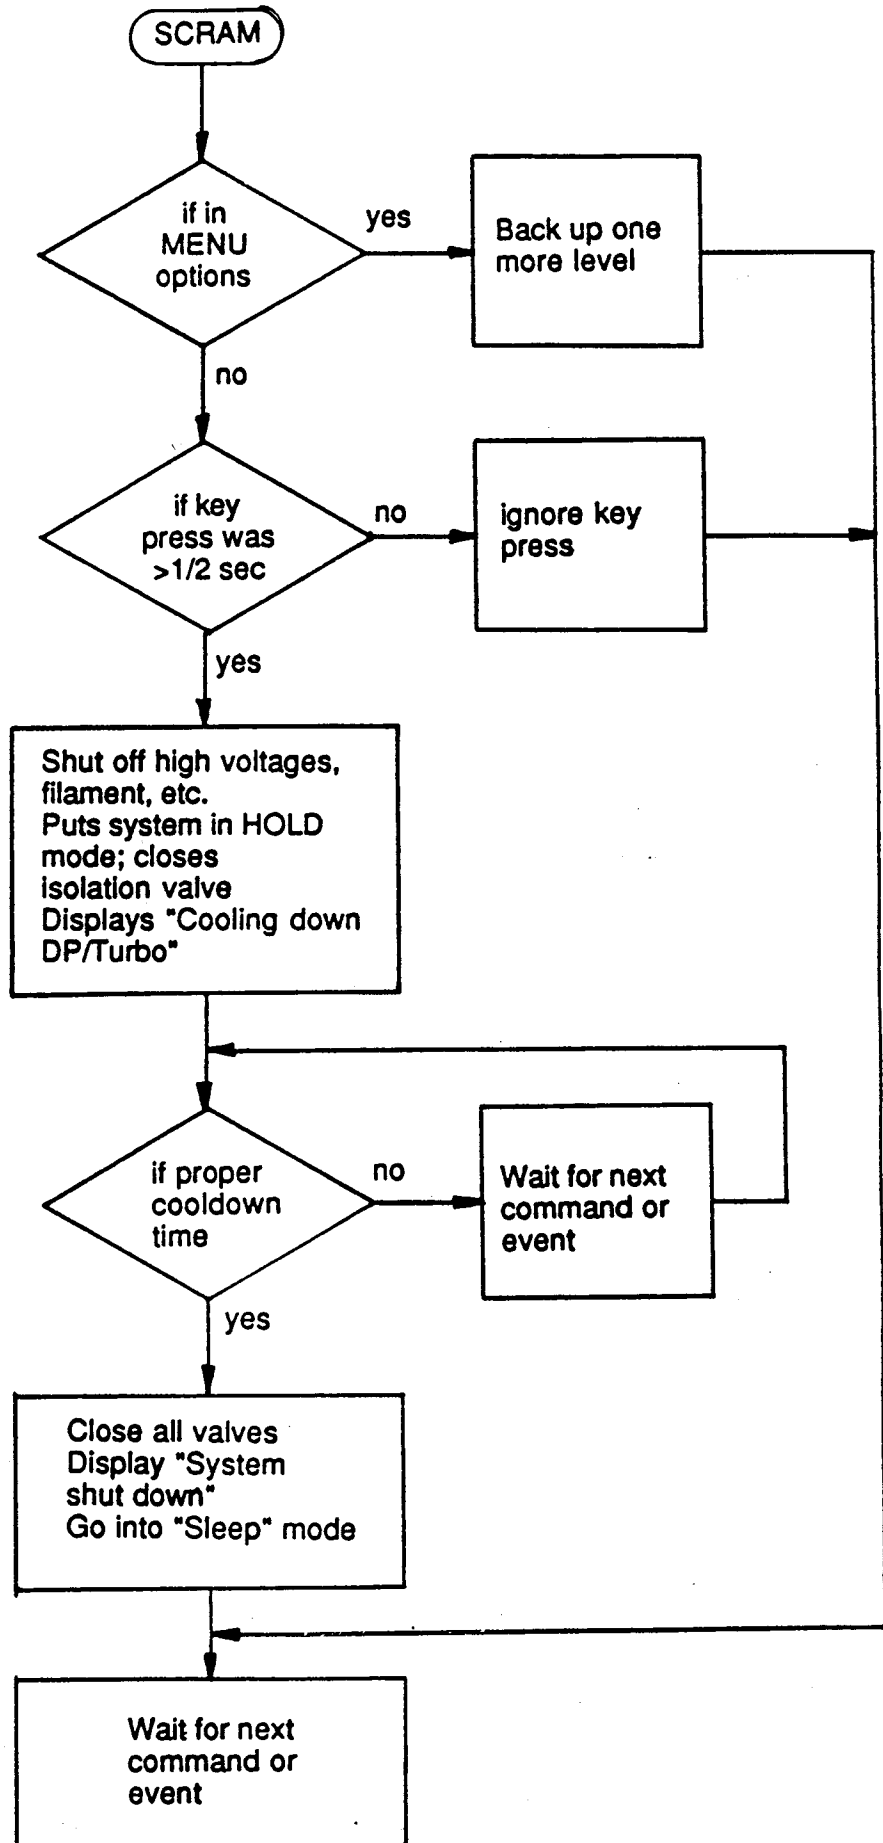 SCRAM
if in
MENU
options
yes
Back up one
more level
no
if key
press was
>1/2 sec
no
ignore key
press
yes
Shut off high voltages,
filament, etc.
Puts system in HOLD
mode; closes
isolation valve
Displays "Cooling down
DP/Turbo"
if proper
cooldown
time
no
Wait for next
command or
event
yes
Close all valves
Display "System
shut down"
Go into "Sleep" mode
Wait for next
command or
event